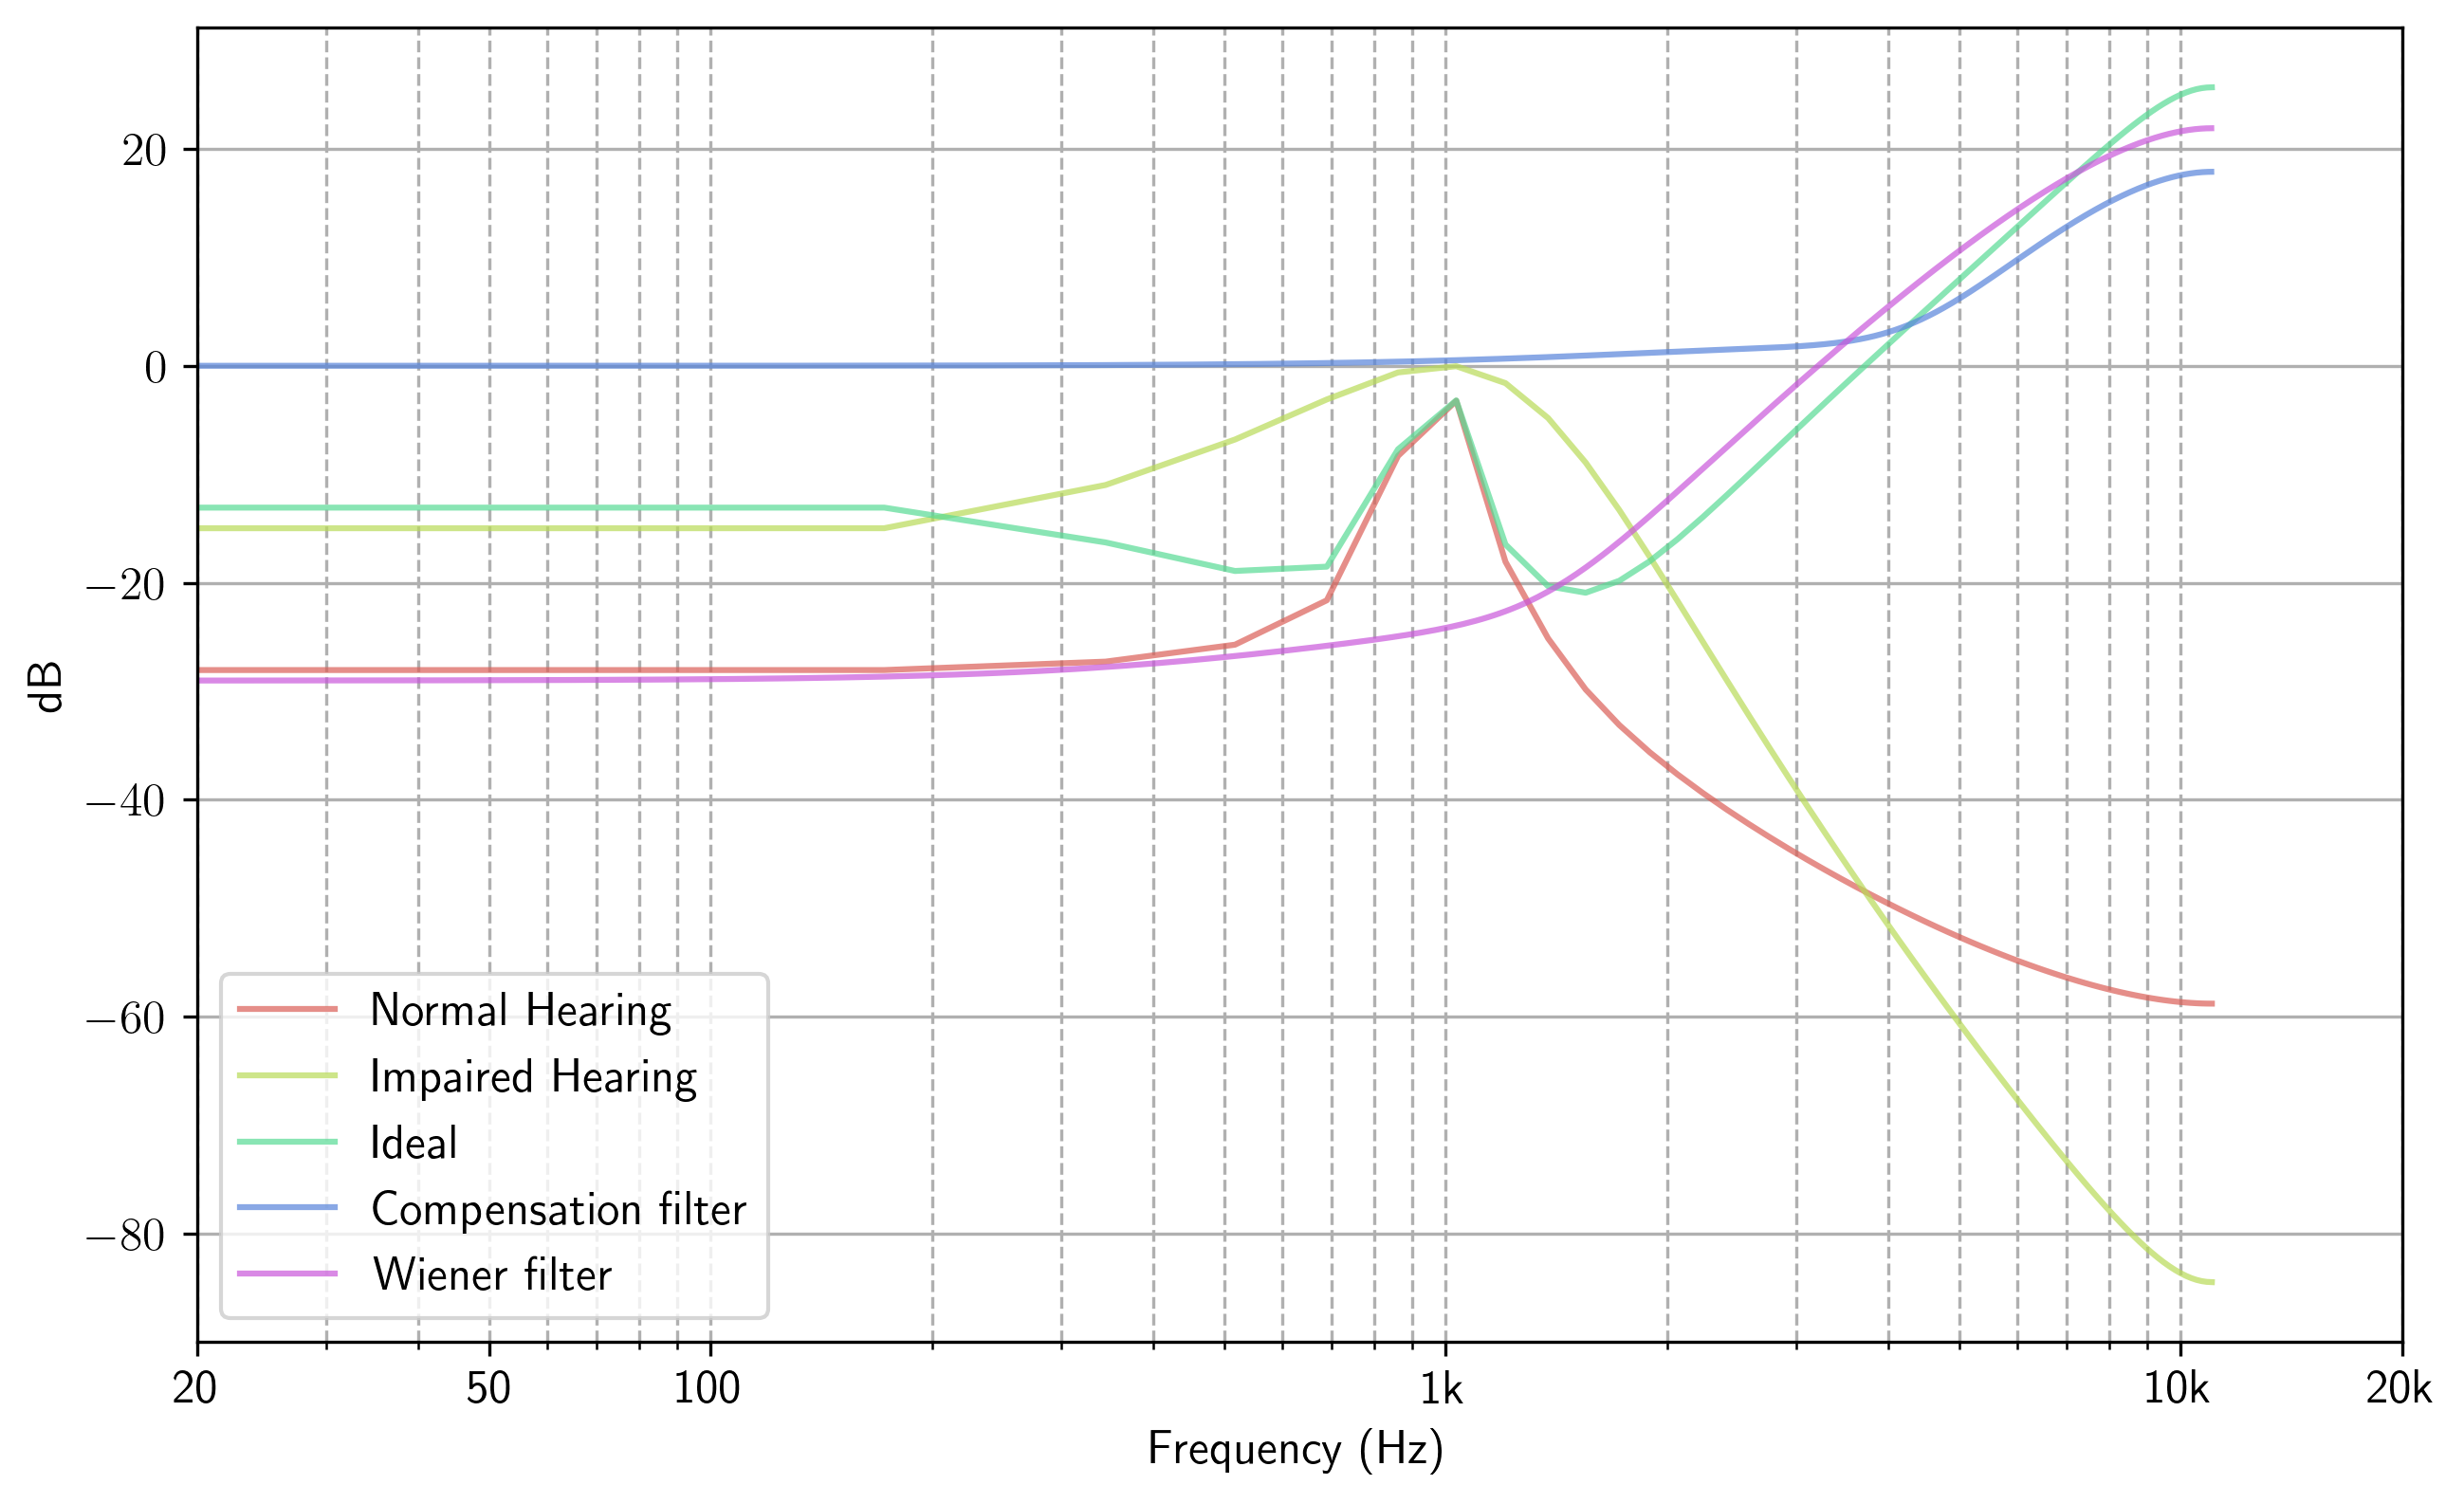 20
0
−20
−40
−60
−80
dB
Normal Hearing
Impaired Hearing
Ideal
Compensation filter
Wiener filter
20 50 100 1k 10k 20k
Frequency (Hz)